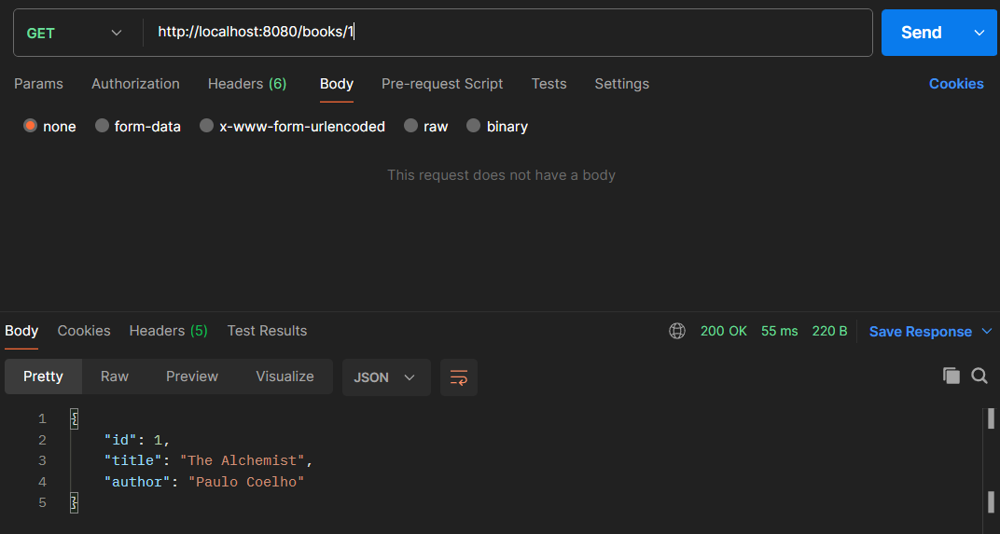 GET http://localhost:8080/books/1 Send
Params Authorization Headers (6) Body Pre-request Script Tests Settings Cookies
none form-data x-www-form-urlencoded raw binary
This request does not have a body
Body Cookies Headers (5) Test Results 200 OK 55 ms 220 B Save Response
Pretty Raw Preview Visualize JSON
1 {
2 "id": 1,
3 "title": "The Alchemist",
4 "author": "Paulo Coelho"
5 }